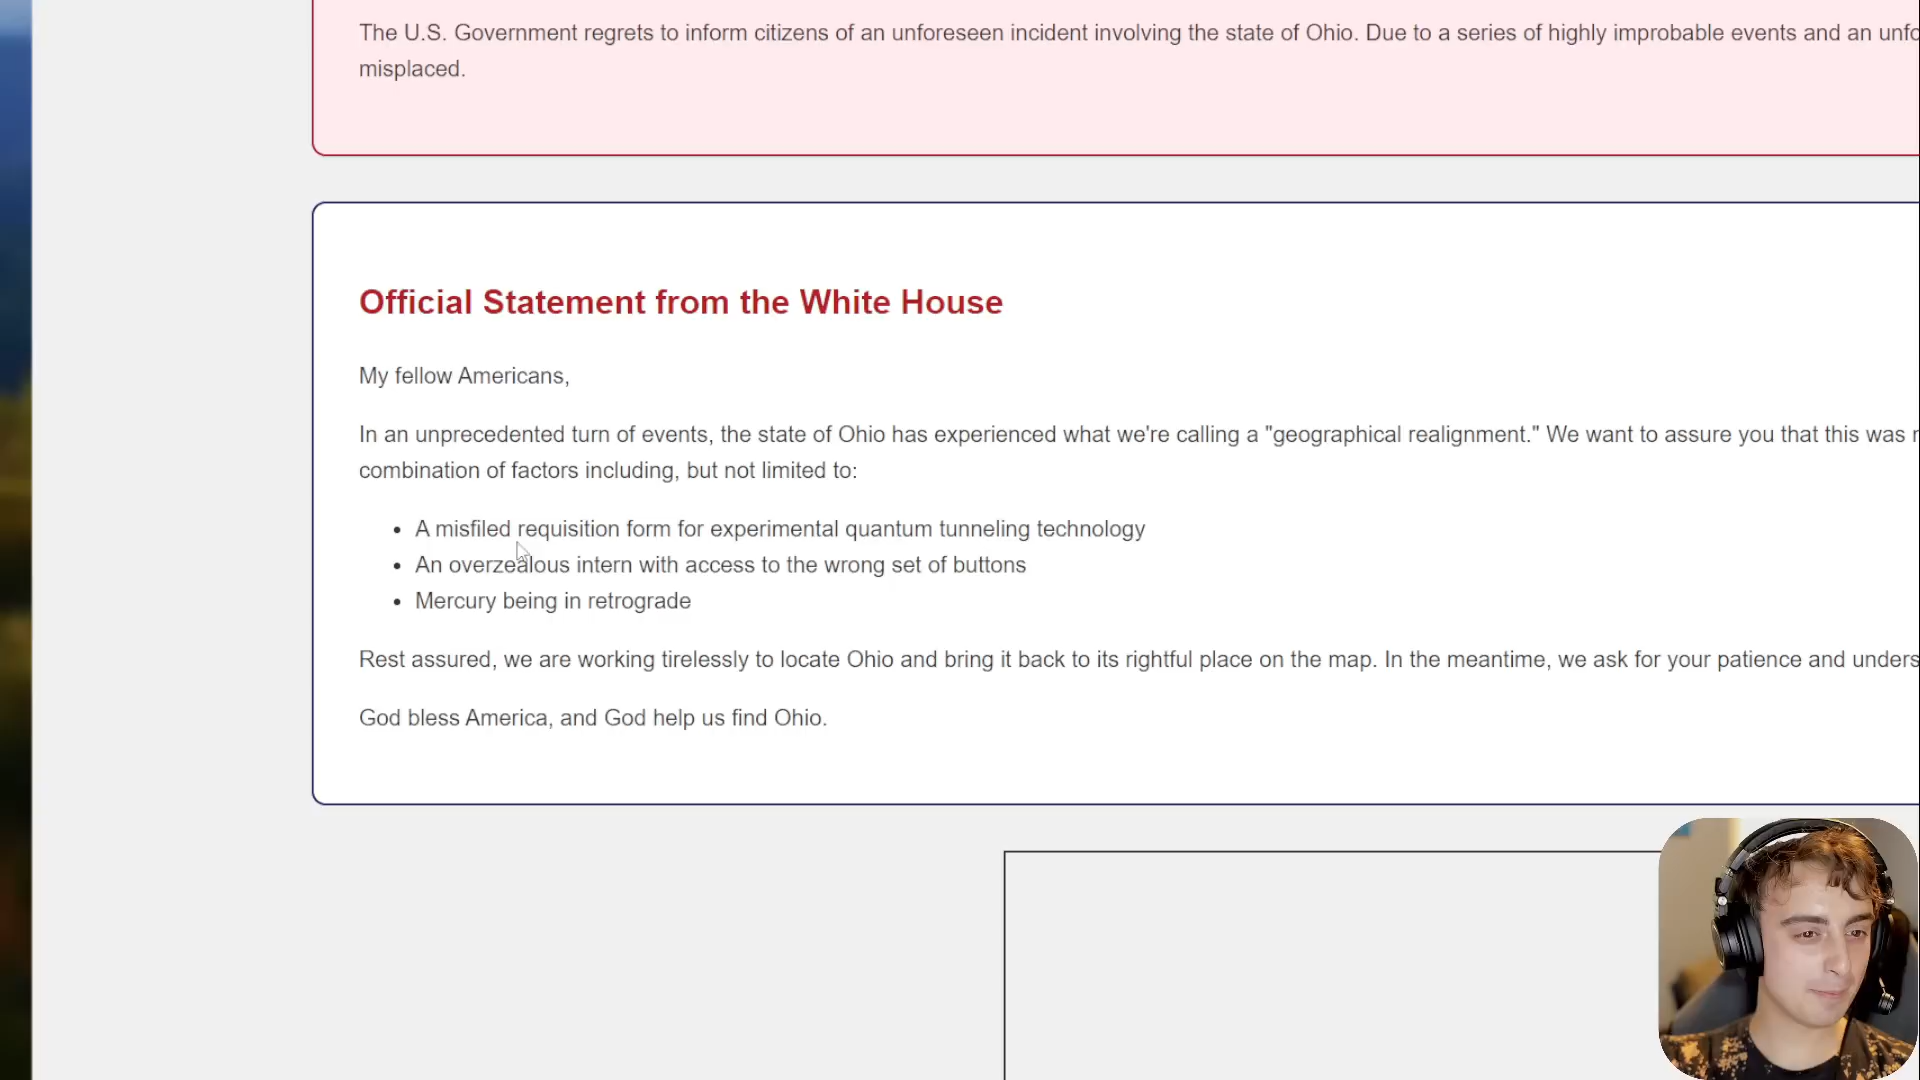 The U.S. Government regrets to inform citizens of an unforeseen incident involving the state of Ohio. Due to a series of highly improbable events and an
misplaced.
Official Statement from the White House
My fellow Americans,
In an unprecedented turn of events, the state of Ohio has experienced what we're calling a "geographical realignment." We want to assure you that this was
combination of factors including, but not limited to:
• A misfiled requisition form for experimental quantum tunneling technology
• An overzealous intern with access to the wrong set of buttons
• Mercury being in retrograde
Rest assured, we are working tirelessly to locate Ohio and bring it back to its rightful place on the map. In the meantime, we ask for your patience and
God bless America, and God help us find Ohio.